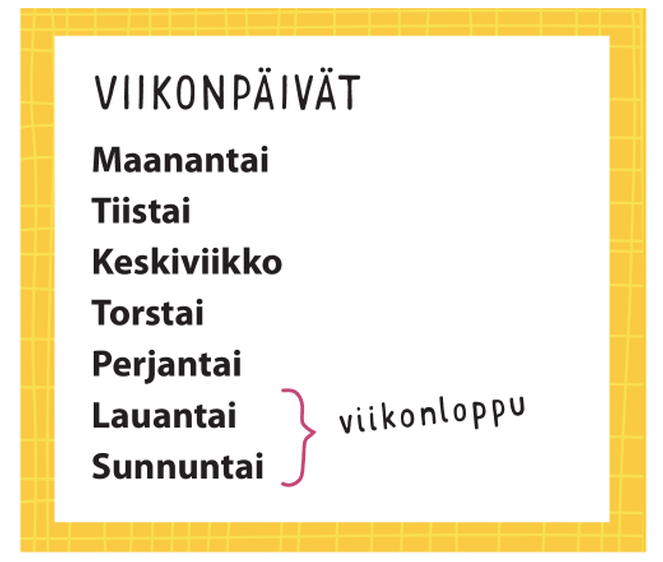 VIIKONPÄIVÄT
Maanantai
Tiistai
Keskiviikko
Torstai
Perjantai
Lauantai
Sunnuntai
viikonloppu